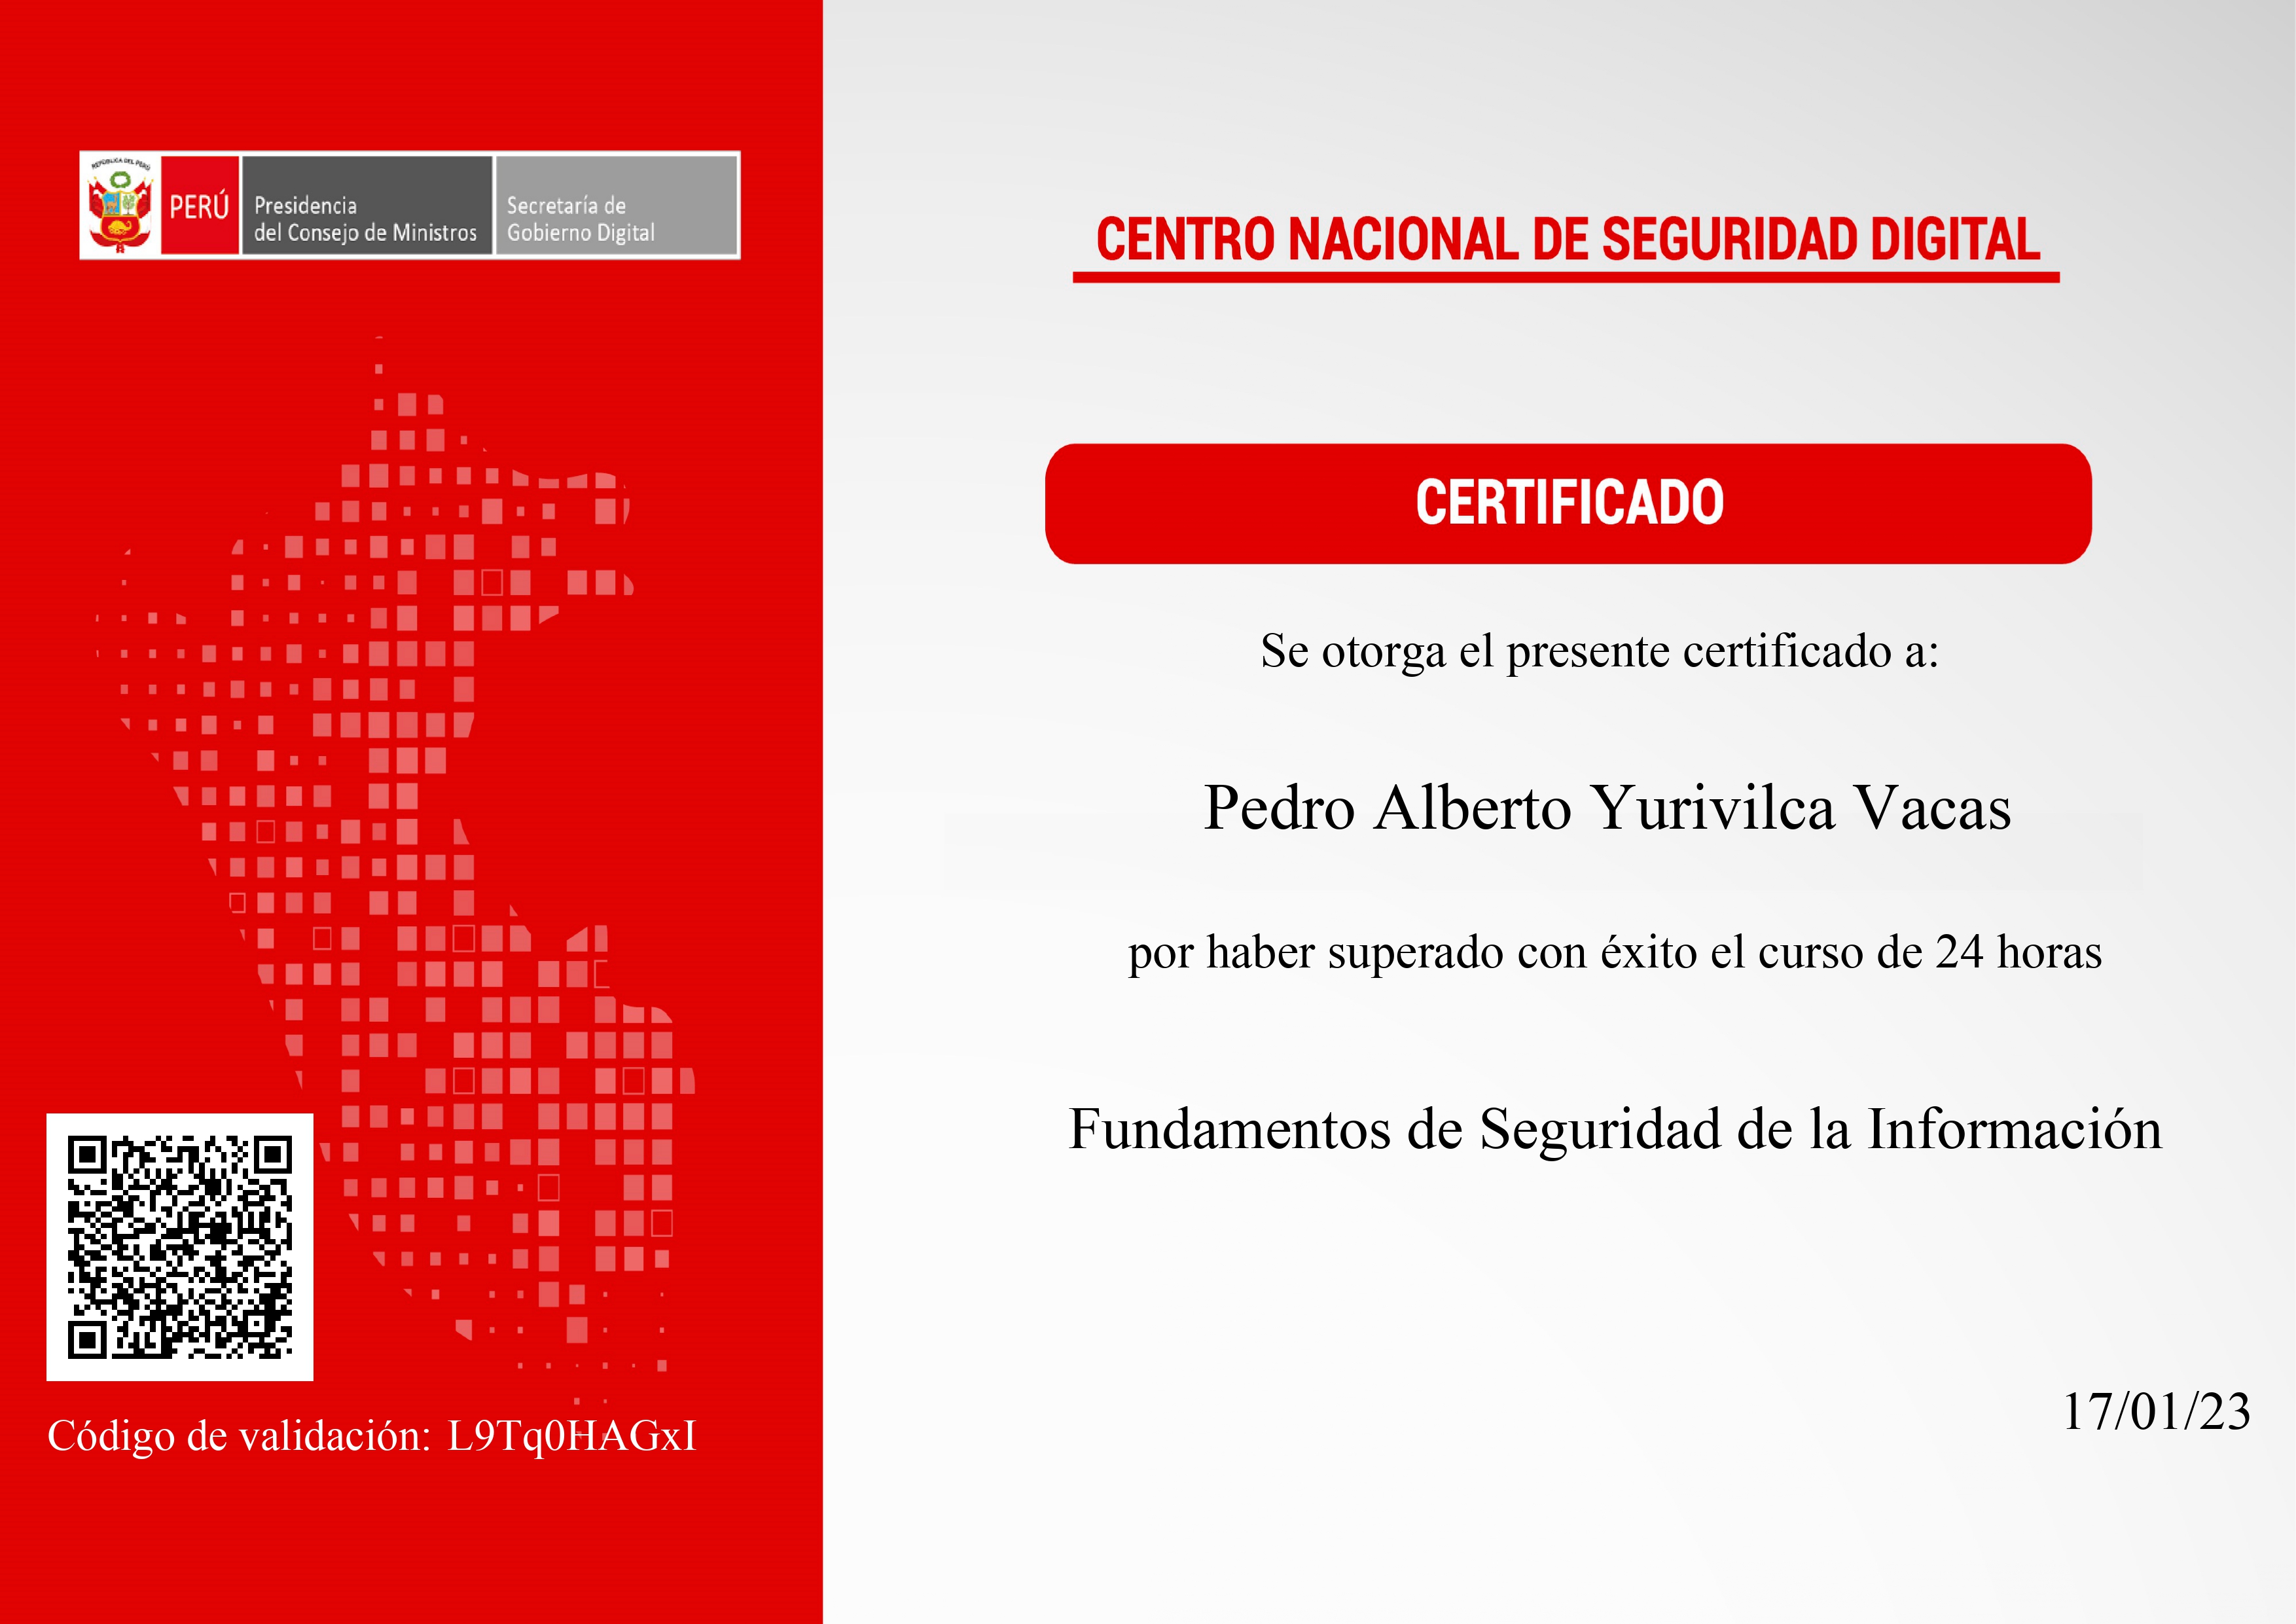 REPÚBLICA DEL PERÚ
PERÚ
Presidencia
del Consejo de Ministros
Secretaría de
Gobierno Digital
CENTRO NACIONAL DE SEGURIDAD DIGITAL
CERTIFICADO
Se otorga el presente certificado a:
Pedro Alberto Yurivilca Vacas
por haber superado con éxito el curso de 24 horas
Fundamentos de Seguridad de la Información
Código de validación: L9Tq0HAGxI
17/01/23